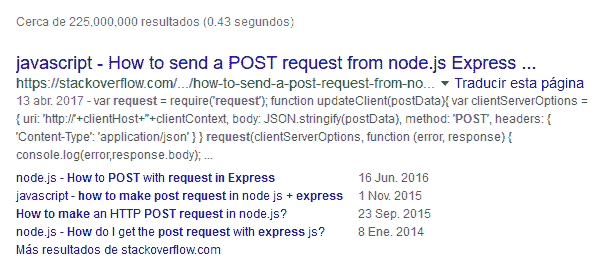 Cerca de 225,000,000 resultados (0.43 segundos)
javascript - How to send a POST request from node.js Express ...
https://stackoverflow.com/.../how-to-send-a-post-request-from-no... ▼ Traducir esta página
13 abr. 2017 - var request = require('request'); function updateClient(postData){ var clientServerOptions =
{ uri: 'http://'+clientHost+''+clientContext, body: JSON.stringify(postData), method: 'POST', headers: {
'Content-Type': 'application/json' } } request(clientServerOptions, function (error, response) {
console.log(error,response.body); ...
node.js - How to POST with request in Express 16 Jun. 2016
javascript - how to make post request in node js + express 1 Nov. 2015
How to make an HTTP POST request in node.js? 23 Sep. 2015
node.js - How do I get the post request with express js? 8 Ene. 2014
Más resultados de stackoverflow.com